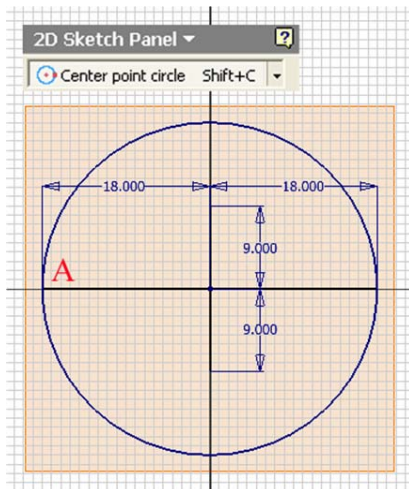 2D Sketch Panel
Center point circle Shift+C
18.000 18.000
9.000
A
9.000